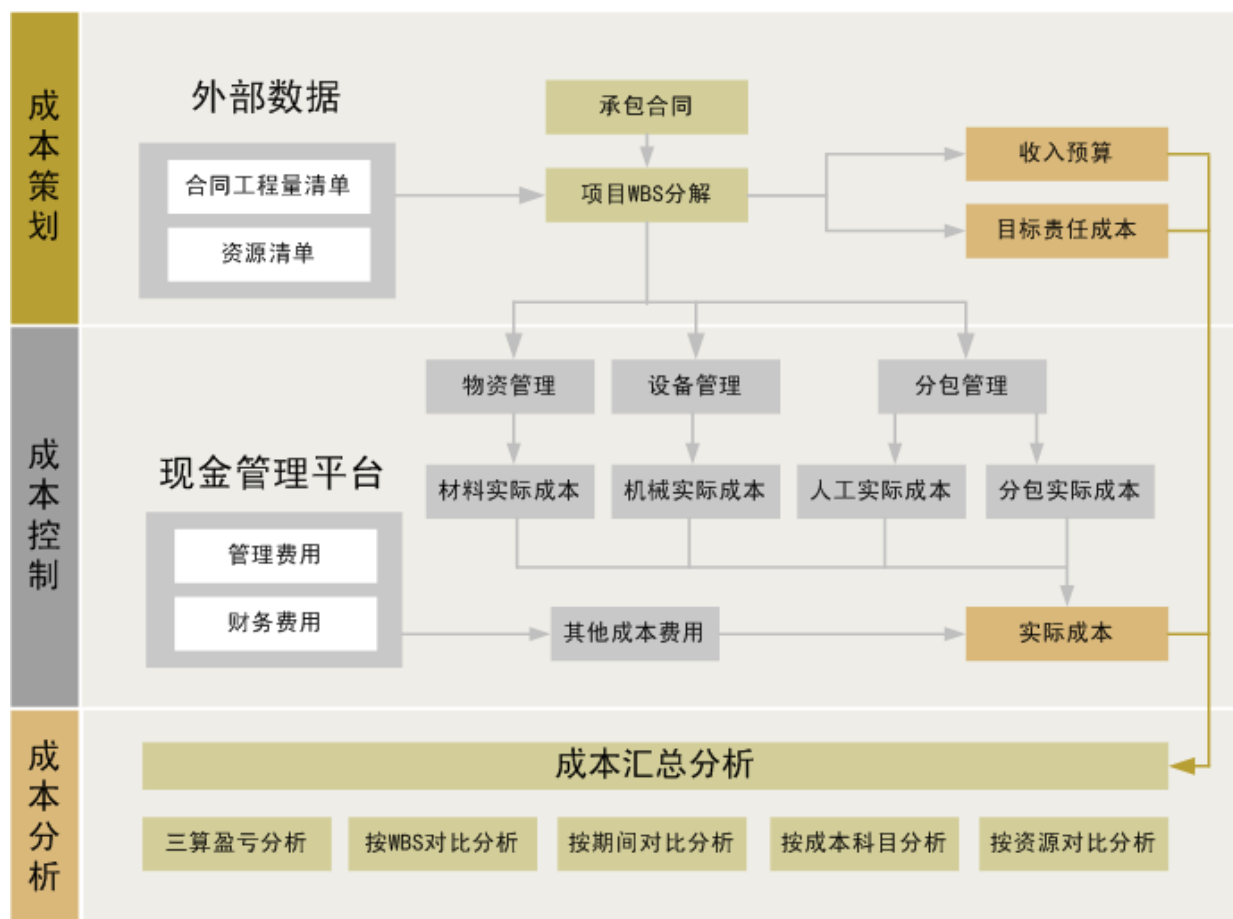 成本策划
外部数据
合同工程量清单
资源清单
承包合同
项目WBS分解
收入预算
目标责任成本
成本控制
物资管理
设备管理
分包管理
现金管理平台
材料实际成本
机械实际成本
人工实际成本
分包实际成本
管理费用
财务费用
其他成本费用
实际成本
成本分析
成本汇总分析
三算盈亏分析
按WBS对比分析
按期间对比分析
按成本科目分析
按资源对比分析